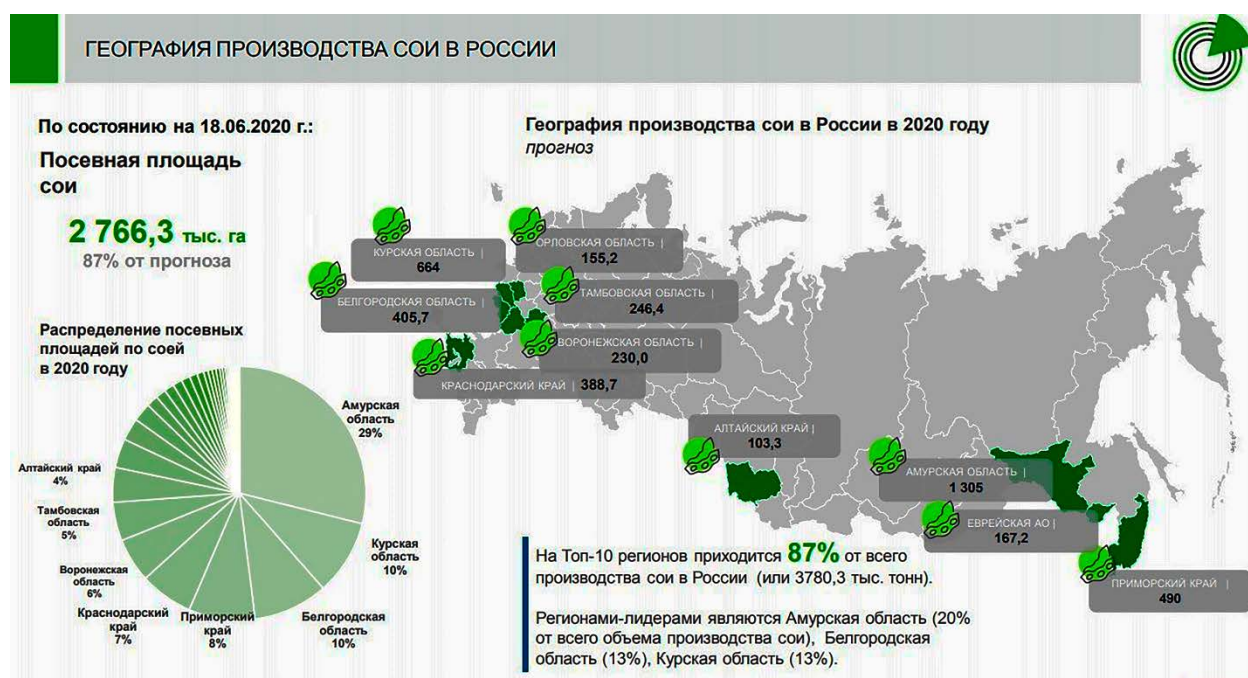 ГЕОГРАФИЯ ПРОИЗВОДСТВА СОИ В РОССИИ
По состоянию на 18.06.2020 г.:
Посевная площадь
сои
2 766,3 тыс. га
87% от прогноза
Распределение посевных
площадей по соей
в 2020 году
Амурская
область
29%
Курская
область
10%
Белгородская
область
10%
Приморский
край
8%
Краснодарский
край
7%
Воронежская
область
6%
Тамбовская
область
5%
Алтайский край
4%
География производства сои в России в 2020 году
прогноз
КУРСКАЯ ОБЛАСТЬ |
664
ОРЛОВСКАЯ ОБЛАСТЬ |
155,2
БЕЛГОРОДСКАЯ ОБЛАСТЬ |
405,7
ТАМБОВСКАЯ ОБЛАСТЬ |
246,4
ВОРОНЕЖСКАЯ ОБЛАСТЬ |
230,0
КРАСНОДАРСКИЙ КРАЙ | 388,7
АЛТАЙСКИЙ КРАЙ |
103,3
АМУРСКАЯ ОБЛАСТЬ |
1 305
ЕВРЕЙСКАЯ АО |
167,2
ПРИМОРСКИЙ КРАЙ |
490
На Топ-10 регионов приходится 87% от всего
производства сои в России (или 3780,3 тыс. тонн).
Регионами-лидерами являются Амурская область (20%
от всего объема производства сои), Белгородская
область (13%), Курская область (13%).